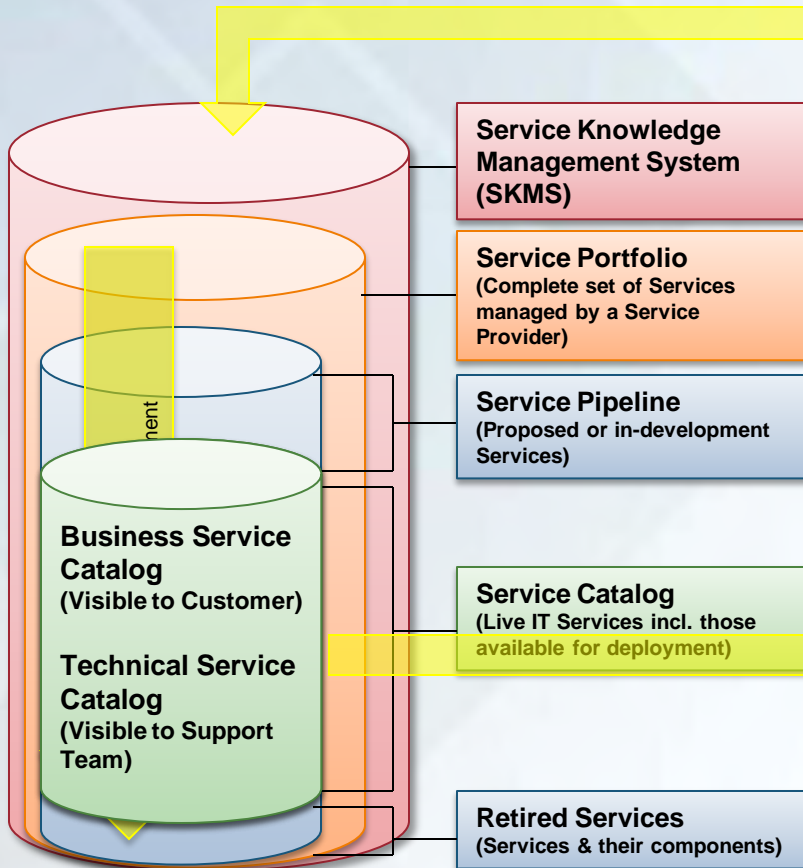 Service Knowledge
Management System
(SKMS)
Service Portfolio
(Complete set of Services
managed by a Service
Provider)
Service Pipeline
(Proposed or in-development
Services)
Business Service
Catalog
(Visible to Customer)
Technical Service
Catalog
(Visible to Support
Team)
Service Catalog
(Live IT Services incl. those
available for deployment)
Retired Services
(Services & their components)